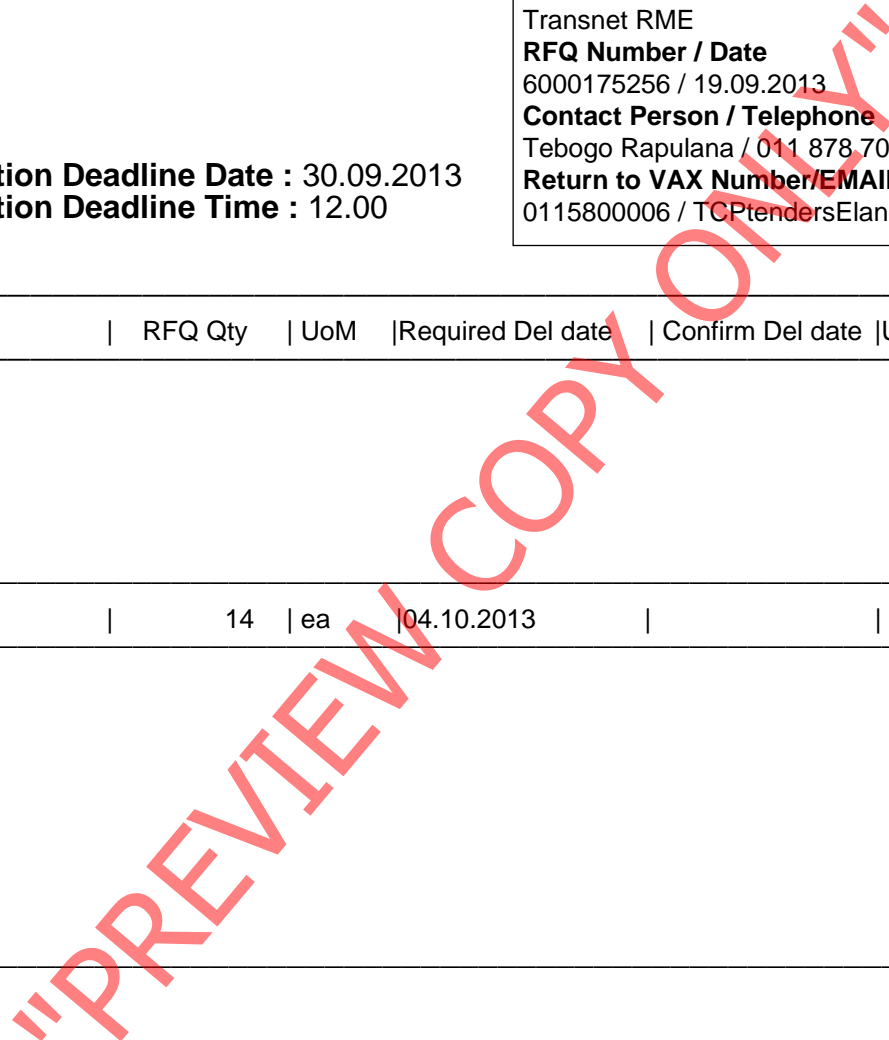 Transnet RME
RFQ Number / Date
6000175256 / 19.09.2013
Contact Person / Telephone
Tebogo Rapulana / 011 878 70
Return to VAX Number/EMAIL
0115800006 / TCPtendersElan
tion Deadline Date : 30.09.2013
tion Deadline Time : 12.00
| RFQ Qty | UoM |Required Del date | Confirm Del date |U
| 14 | ea |04.10.2013 | |
"PREVIEW COPY ONLY"